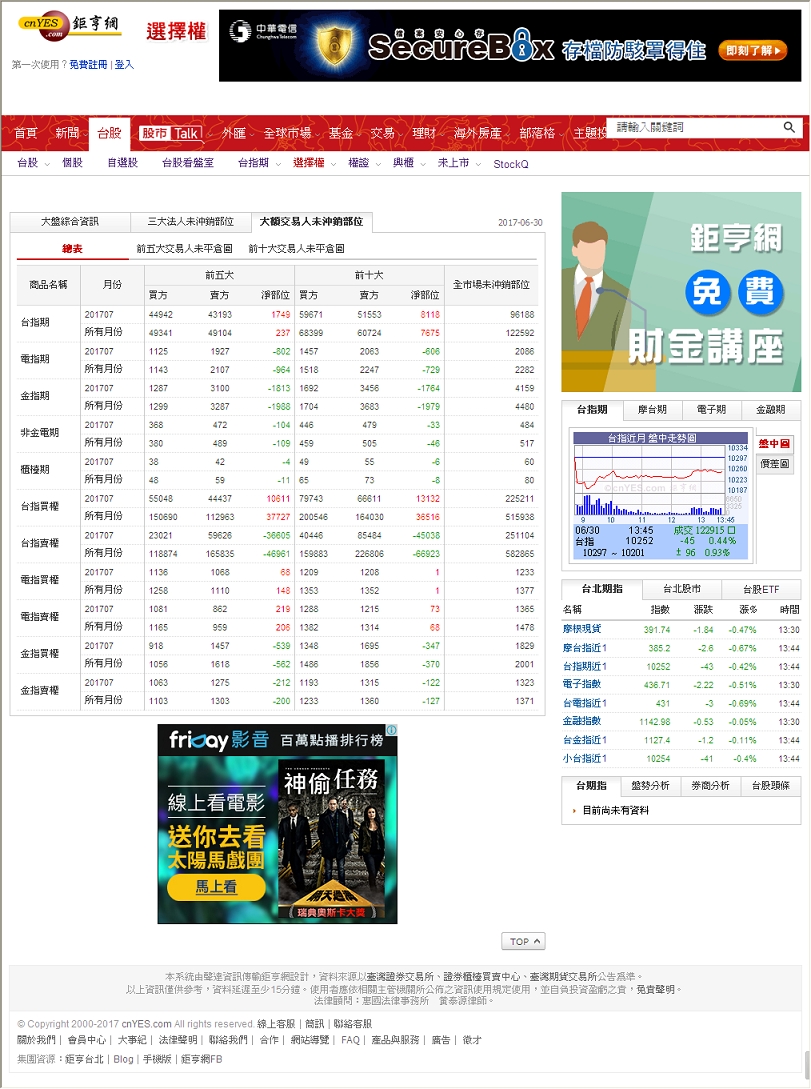 cnYES.com 鉅亨網 選擇權
中華電信 Chunghwa Telecom 檔案安心存 SecureBox 存檔防駭罩得住 即刻了解
第一次使用？免費註冊 | 登入
首頁 新聞 台股 股市 Talk 外匯 全球市場 基金 交易 理財 海外房產 部落格 主題投 請輸入關鍵詞
台股 個股 自選股 台股看盤室 台指期 選擇權 權證 興櫃 未上市 StockQ
大盤綜合資訊 三大法人未沖銷部位 大額交易人未沖銷部位 2017-06-30
總表 前五大交易人未平倉圖 前十大交易人未平倉圖
商品名稱 月份 前五大 前十大 全市場未沖銷部位
買方 賣方 淨部位 買方 賣方 淨部位
台指期 201707 44942 43193 1749 59671 51553 8118 96188
所有月份 49341 49104 237 68399 60724 7675 122592
電指期 201707 1125 1927 -802 1457 2063 -606 2086
所有月份 1143 2107 -964 1518 2247 -729 2282
金指期 201707 1287 3100 -1813 1692 3456 -1764 4159
所有月份 1299 3287 -1988 1704 3683 -1979 4480
非金電期 201707 368 472 -104 446 479 -33 484
所有月份 380 489 -109 459 505 -46 517
櫃檯期 201707 38 42 -4 49 55 -6 60
所有月份 48 59 -11 65 73 -8 80
台指買權 201707 55048 44437 10611 79743 66611 13132 225211
所有月份 150690 112963 37727 200546 164030 36516 515938
台指賣權 201707 23021 59626 -36605 40446 85484 -45038 251104
所有月份 118874 165835 -46961 159883 226806 -66923 582865
電指買權 201707 1136 1068 68 1209 1208 1 1233
所有月份 1258 1110 148 1353 1352 1 1377
電指賣權 201707 1081 862 219 1288 1215 73 1365
所有月份 1165 959 206 1382 1314 68 1478
金指買權 201707 918 1457 -539 1348 1695 -347 1829
所有月份 1056 1618 -562 1486 1856 -370 2001
金指賣權 201707 1063 1275 -212 1193 1315 -122 1323
所有月份 1103 1303 -200 1233 1360 -127 1371
friDay影音 百萬點播排行榜
線上看電影
送你去看
太陽馬戲團
馬上看
神偷任務
瑞典奧斯卡大獎
鉅亨網
免費
財金講座
台指期 摩台期 電子期 金融期
台指近月 盤中走勢圖
盤中圖
價差圖
10334
10297
10260
10223
10187
6650
3325
cnYES.com
9 10 11 12 13 13:45
06/30 13:45 成交 122915 口
台指 10252 -45 0.44%
10297 ~ 10201 ± 96 0.93%
台北期指 台北股市 台股ETF
名稱 指數 漲跌 漲% 時間
摩根現貨 391.74 -1.84 -0.47% 13:30
摩台指近1 385.2 -2.6 -0.67% 13:44
台指期近1 10252 -43 -0.42% 13:44
電子指數 436.71 -2.22 -0.51% 13:30
台電指近1 431 -3 -0.69% 13:44
金融指數 1142.98 -0.53 -0.05% 13:30
台金指近1 1127.4 -1.2 -0.11% 13:44
小台指近1 10254 -41 -0.4% 13:44
台期指 盤勢分析 券商分析 台股頭條
目前尚未有資料
TOP
本系統由聲達資訊傳輸鉅亨網設計，資料來源以臺灣證券交易所、證券櫃檯買賣中心、臺灣期貨交易所公告為準。
以上資訊僅供參考，資料延遲至少15分鐘。使用者應依相關主管機關所公佈之資訊使用規定使用，並自負投資盈虧之責，免責聲明。
法律顧問：惠國法律事務所 黃泰源律師。
© Copyright 2000-2017 cnYES.com All rights reserved. 線上客服 | 簡訊 | 聯絡客服
關於我們 | 會員中心 | 大事紀 | 法律聲明 | 聯絡我們 | 合作 | 網站導覽 | FAQ | 產品與服務 | 廣告 | 徵才
集團資源：鉅亨台北 | Blog | 手機版 | 鉅亨網FB